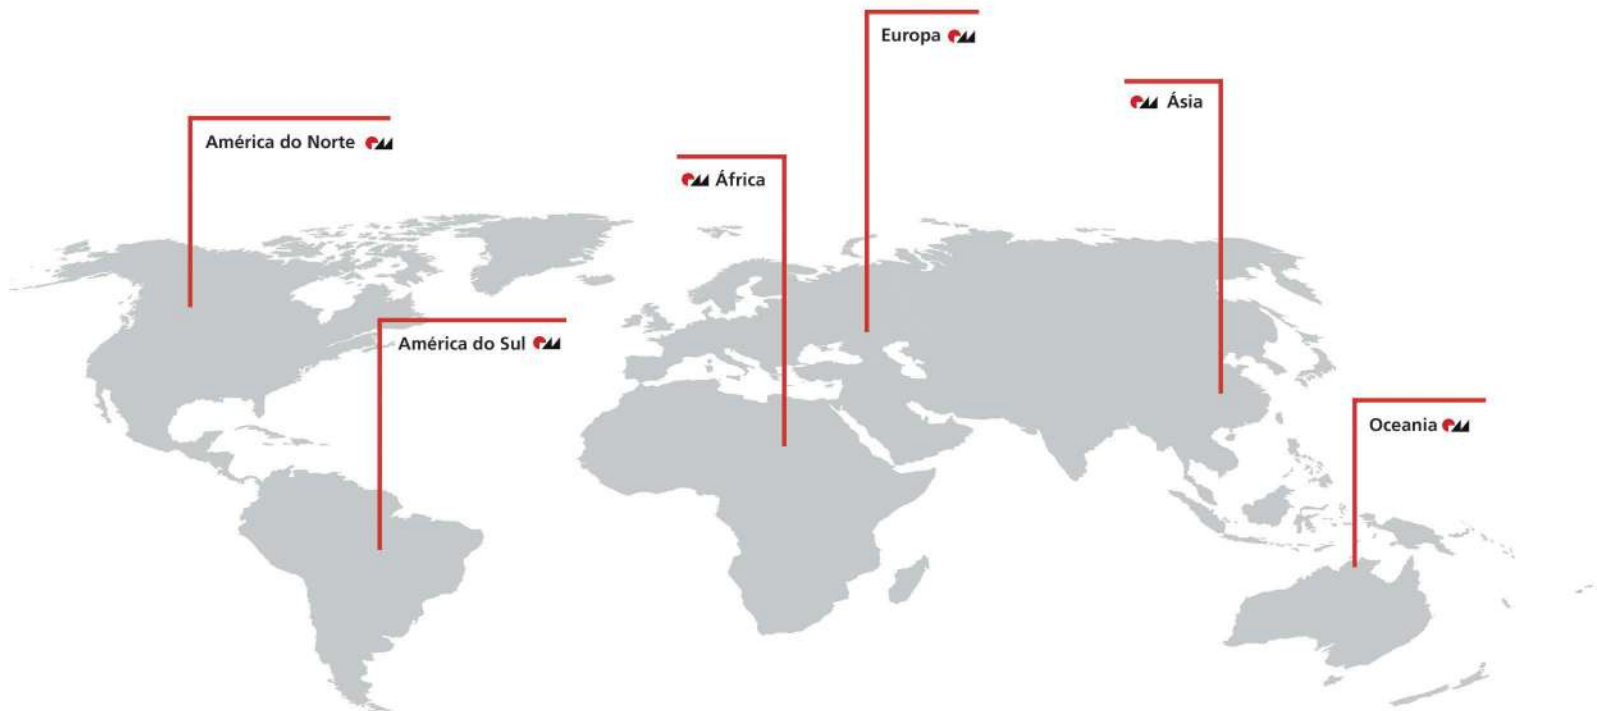 Europa
Ásia
América do Norte
África
América do Sul
Oceania